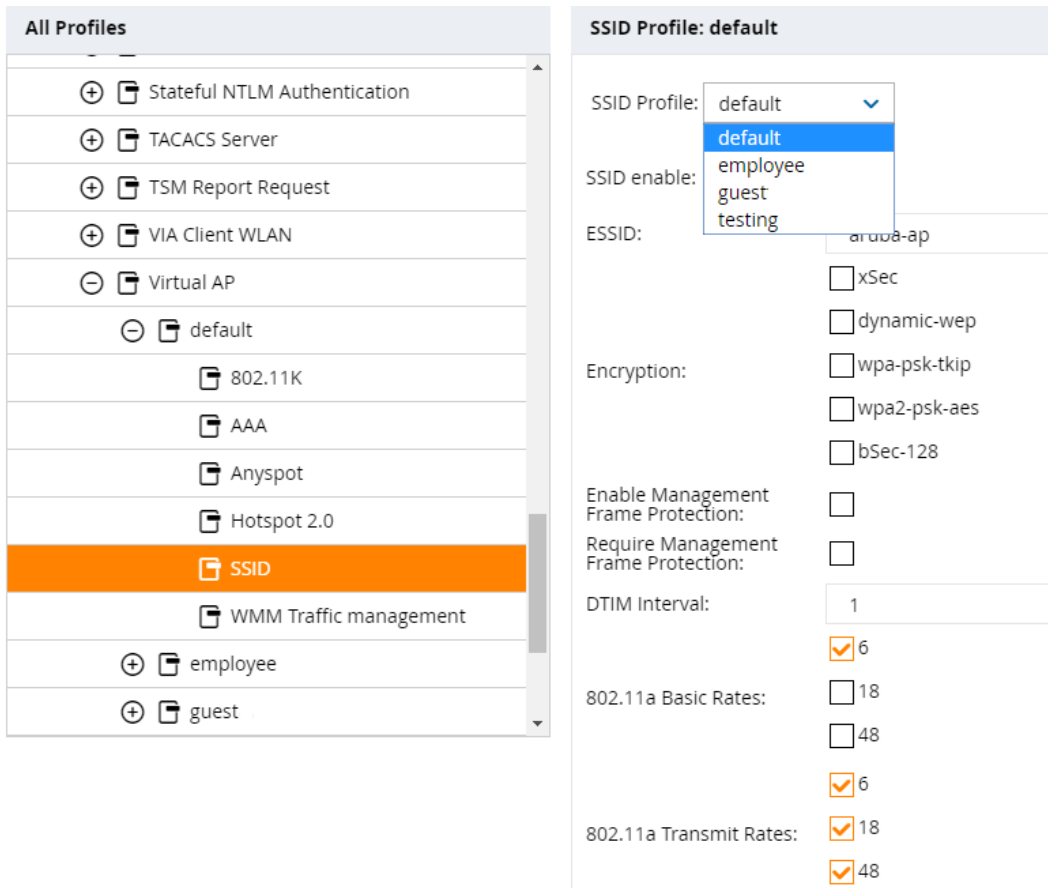 All Profiles
Stateful NTLM Authentication
TACACS Server
TSM Report Request
VIA Client WLAN
Virtual AP
default
802.11K
AAA
Anyspot
Hotspot 2.0
SSID
WMM Traffic management
employee
guest
SSID Profile: default
SSID Profile: default
default
employee
guest
testing
SSID enable:
ESSID: aruba-ap
Encryption:
xSec
dynamic-wep
wpa-psk-tkip
wpa2-psk-aes
bSec-128
Enable Management
Frame Protection:
Require Management
Frame Protection:
DTIM Interval: 1
802.11a Basic Rates:
6
18
48
802.11a Transmit Rates:
6
18
48